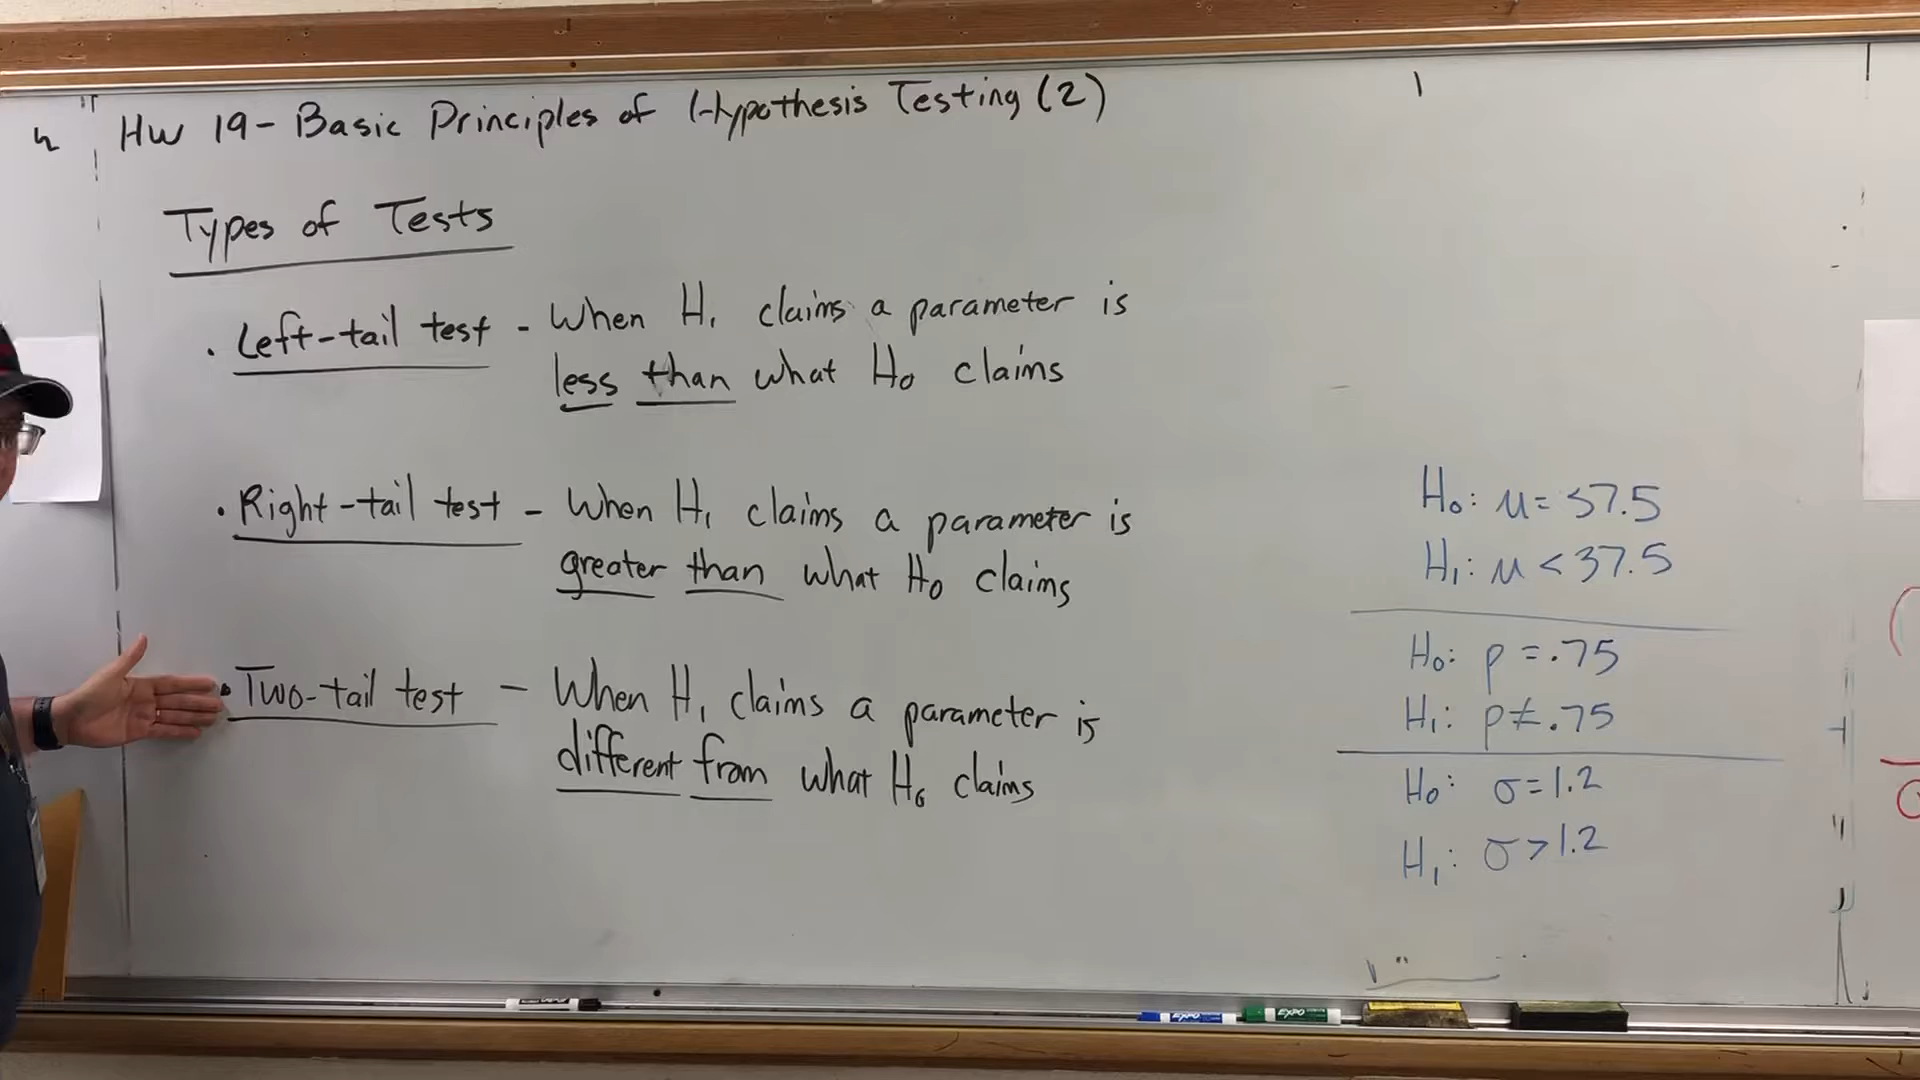 HW 19 - Basic Principles of Hypothesis Testing (2)
Types of Tests
• Left-tail test - When H₁ claims a parameter is
less than what H₀ claims
• Right-tail test - When H₁ claims a parameter is
greater than what H₀ claims
• Two-tail test - When H₁ claims a parameter is
different from what H₀ claims
H₀: μ = 37.5
H₁: μ < 37.5
H₀: p = .75
H₁: p ≠ .75
H₀: σ = 1.2
H₁: σ > 1.2
EXPO
EXPO